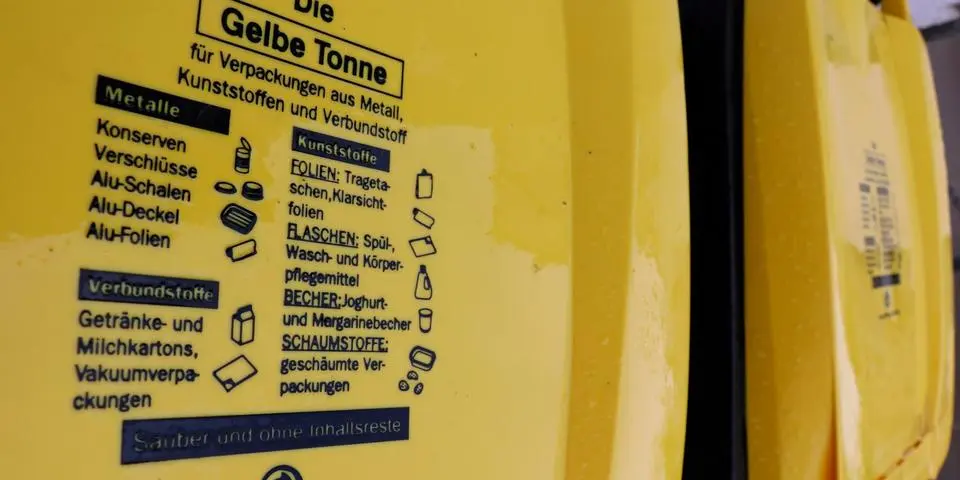 Die
Gelbe Tonne
für Verpackungen aus Metall,
Kunststoffen und Verbundstoff
Metalle
Konserven
Verschlüsse
Alu-Schalen
Alu-Deckel
Alu-Folien
Verbundstoffe
Getränke- und
Milchkartons,
Vakuumverpa-
ckungen
Kunststoffe
FOLIEN: Trageta-
schen,Klarsicht-
folien
FLASCHEN: Spül-,
Wasch- und Körper-
pflegemittel
BECHER:Joghurt-
und Margarinebecher
SCHAUMSTOFFE:
geschäumte Ver-
packungen
Sauber und ohne Inhaltsreste